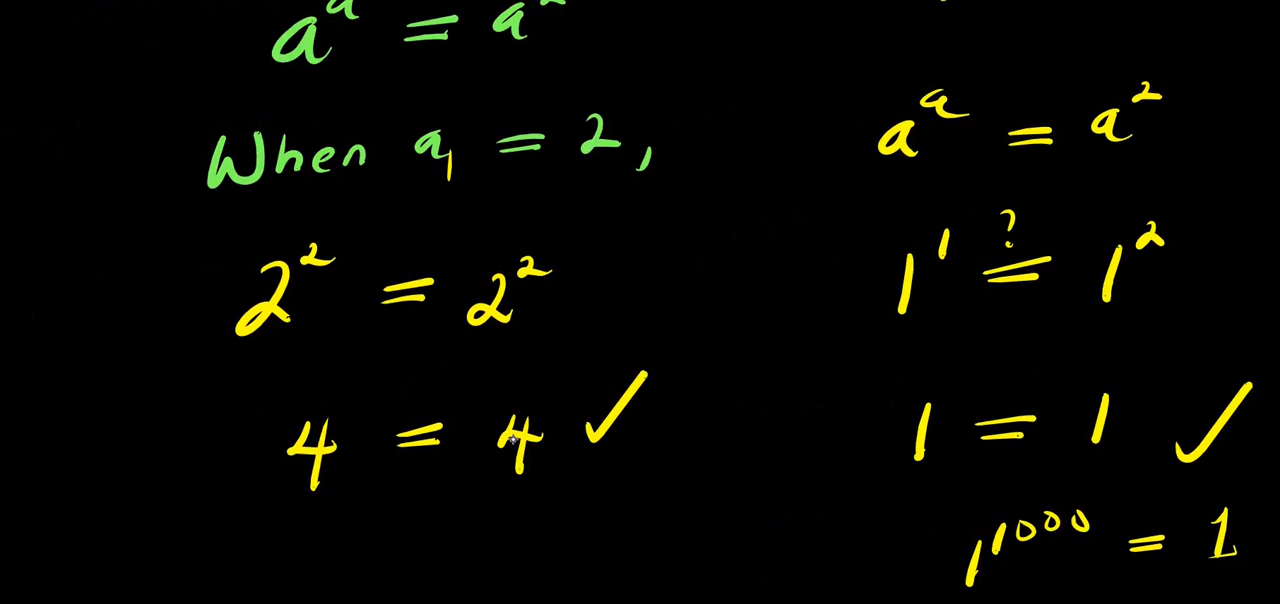 a^a = a^2
When a₁ = 2,
2^2 = 2^2
4 = 4 ✓
a^a = a^2
1^1 ≟ 1^2
1 = 1 ✓
1^1000 = 1